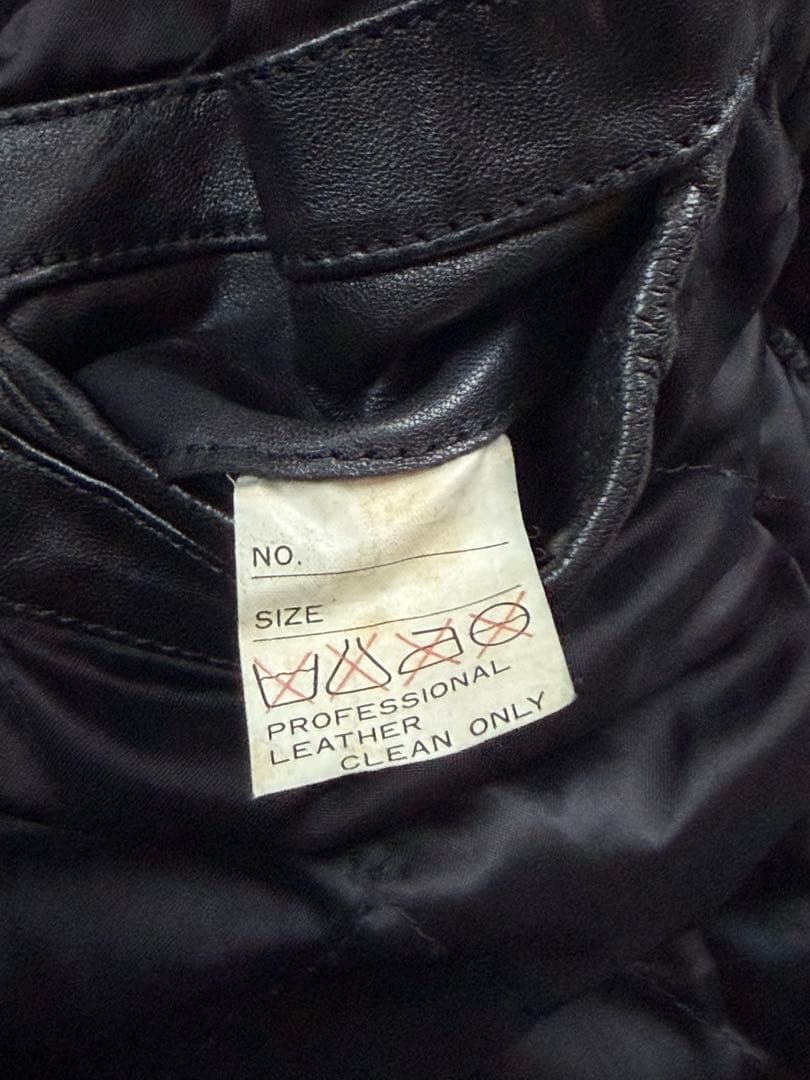 NO.
SIZE
PROFESSIONAL
LEATHER
CLEAN ONLY